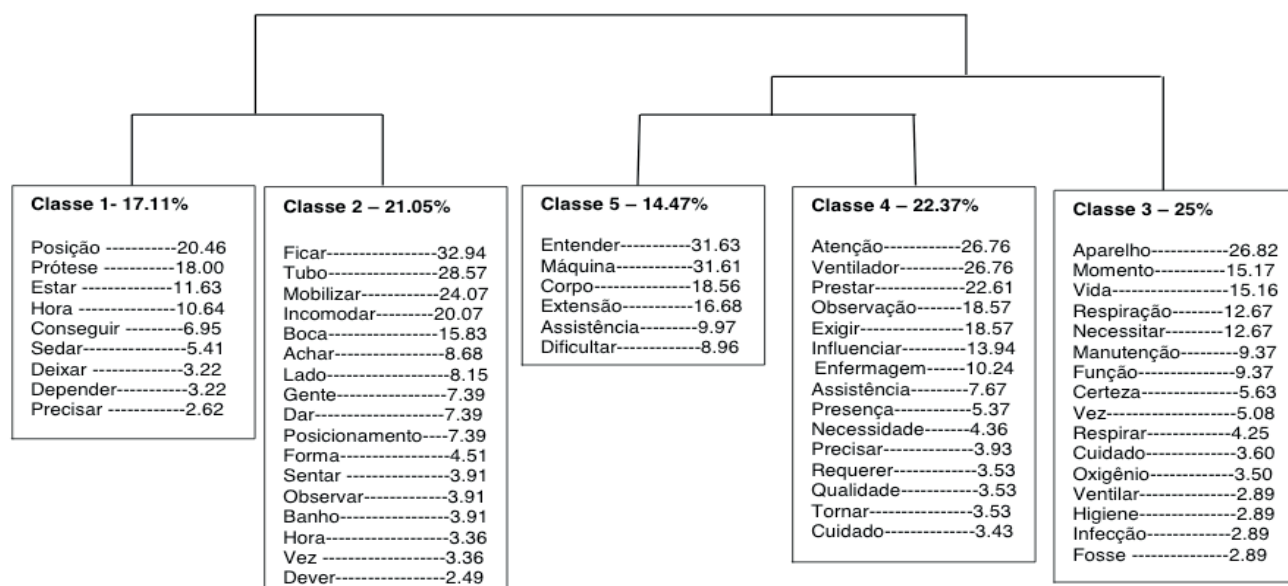 Classe 1- 17.11%
Posição -----------20.46
Prótese -----------18.00
Estar --------------11.63
Hora --------------10.64
Conseguir --------6.95
Sedar--------------5.41
Deixar -------------3.22
Depender---------3.22
Precisar -----------2.62
Classe 2 – 21.05%
Ficar----------------32.94
Tubo---------------28.57
Mobilizar----------24.07
Incomodar--------20.07
Boca---------------15.83
Achar--------------8.68
Lado---------------8.15
Gente--------------7.39
Dar-----------------7.39
Posicionamento----7.39
Forma-------------4.51
Sentar -------------3.91
Observar----------3.91
Banho-------------3.91
Hora---------------3.36
Vez ----------------3.36
Dever--------------2.49
Classe 5 – 14.47%
Entender----------31.63
Máquina-----------31.61
Corpo--------------18.56
Extensão----------16.68
Assistência-------9.97
Dificultar-----------8.96
Classe 4 – 22.37%
Atenção-----------26.76
Ventilador---------26.76
Prestar------------22.61
Observação------18.57
Exigir--------------18.57
Influenciar--------13.94
Enfermagem------10.24
Assistência-------7.67
Presença---------5.37
Necessidade-----4.36
Precisar-----------3.93
Requerer----------3.53
Qualidade---------3.53
Tornar-------------3.53
Cuidado-----------3.43
Classe 3 – 25%
Aparelho-----------26.82
Momento----------15.17
Vida----------------15.16
Respiração-------12.67
Necessitar--------12.67
Manutenção------9.37
Função------------9.37
Certeza-----------5.63
Vez----------------5.08
Respirar----------4.25
Cuidado-----------3.60
Oxigênio----------3.50
Ventilar------------2.89
Higiene------------2.89
Infecção-----------2.89
Fosse -------------2.89